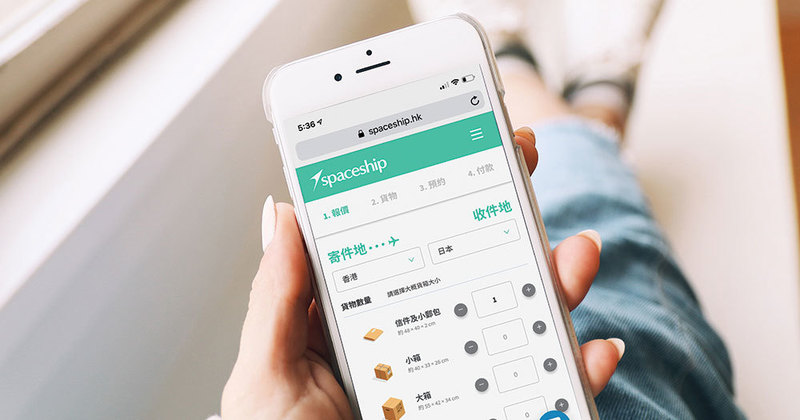 5:36
spaceship.hk
spaceship
1. 報價 2. 貨物 3. 預約 4. 付款
寄件地 收件地
香港 日本
貨物數量 請選擇大概貨箱大小
信件及小郵包 1
約 48 × 40 × 2 cm
小箱 0
約 40 × 33 × 26 cm
大箱 0
約 55 × 42 × 34 cm